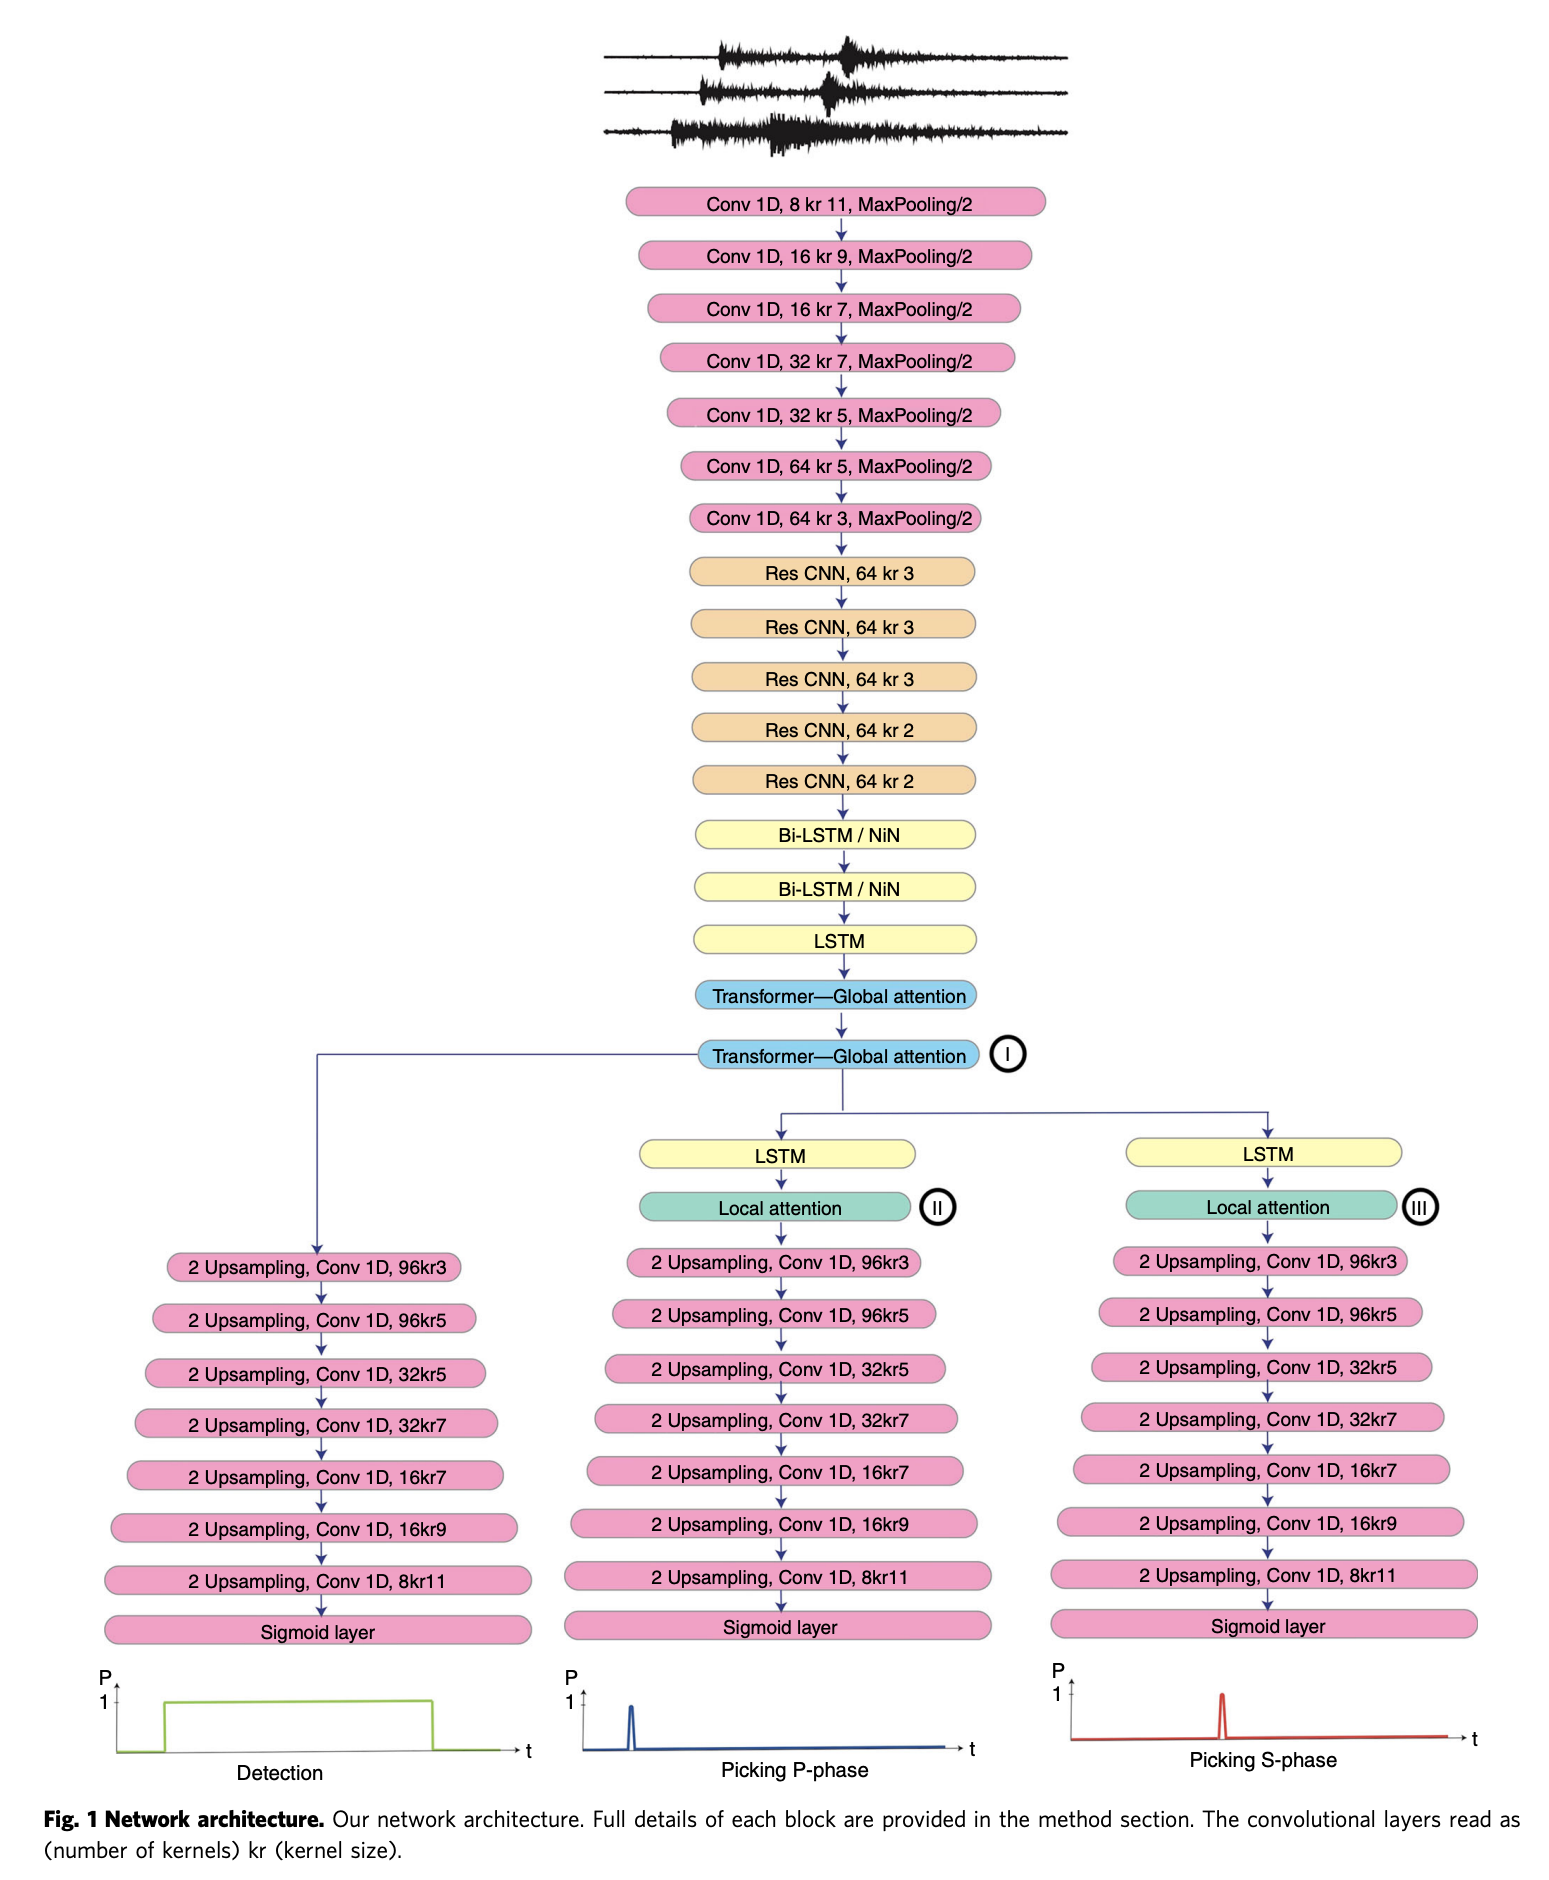 Conv 1D, 8 kr 11, MaxPooling/2
Conv 1D, 16 kr 9, MaxPooling/2
Conv 1D, 16 kr 7, MaxPooling/2
Conv 1D, 32 kr 7, MaxPooling/2
Conv 1D, 32 kr 5, MaxPooling/2
Conv 1D, 64 kr 5, MaxPooling/2
Conv 1D, 64 kr 3, MaxPooling/2
Res CNN, 64 kr 3
Res CNN, 64 kr 3
Res CNN, 64 kr 3
Res CNN, 64 kr 2
Res CNN, 64 kr 2
Bi-LSTM / NiN
Bi-LSTM / NiN
LSTM
Transformer—Global attention
Transformer—Global attention
I
2 Upsampling, Conv 1D, 96kr3
2 Upsampling, Conv 1D, 96kr5
2 Upsampling, Conv 1D, 32kr5
2 Upsampling, Conv 1D, 32kr7
2 Upsampling, Conv 1D, 16kr7
2 Upsampling, Conv 1D, 16kr9
2 Upsampling, Conv 1D, 8kr11
Sigmoid layer
P
1
t
Detection
LSTM
Local attention
II
2 Upsampling, Conv 1D, 96kr3
2 Upsampling, Conv 1D, 96kr5
2 Upsampling, Conv 1D, 32kr5
2 Upsampling, Conv 1D, 32kr7
2 Upsampling, Conv 1D, 16kr7
2 Upsampling, Conv 1D, 16kr9
2 Upsampling, Conv 1D, 8kr11
Sigmoid layer
P
1
t
Picking P-phase
LSTM
Local attention
III
2 Upsampling, Conv 1D, 96kr3
2 Upsampling, Conv 1D, 96kr5
2 Upsampling, Conv 1D, 32kr5
2 Upsampling, Conv 1D, 32kr7
2 Upsampling, Conv 1D, 16kr7
2 Upsampling, Conv 1D, 16kr9
2 Upsampling, Conv 1D, 8kr11
Sigmoid layer
P
1
t
Picking S-phase
Fig. 1 Network architecture. Our network architecture. Full details of each block are provided in the method section. The convolutional layers read as
(number of kernels) kr (kernel size).